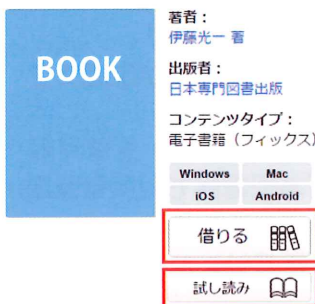 BOOK
著者：
伊藤光一 著
出版者：
日本専門図書出版
コンテンツタイプ：
電子書籍（フィックス）
Windows Mac
iOS Android
借りる
試し読み